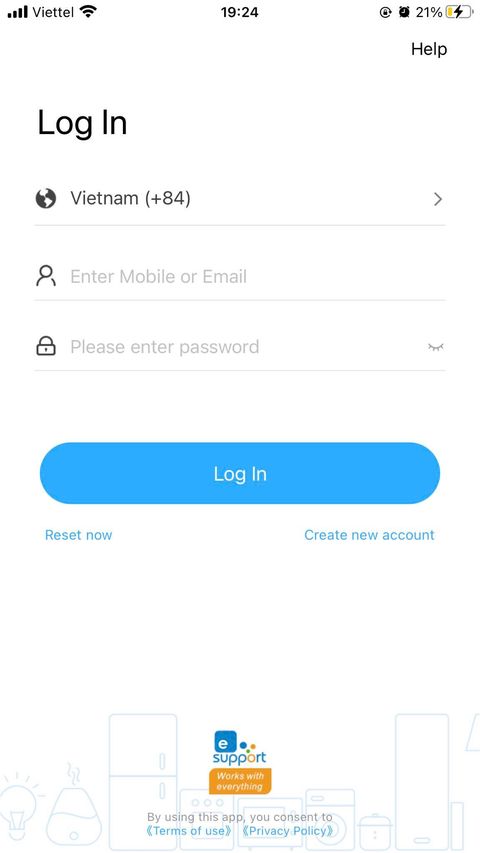 Viettel 19:24 21%
Help
Log In
Vietnam (+84)
Enter Mobile or Email
Please enter password
Log In
Reset now Create new account
e
support
Works with
everything
By using this app, you consent to
《Terms of use》 《Privacy Policy》